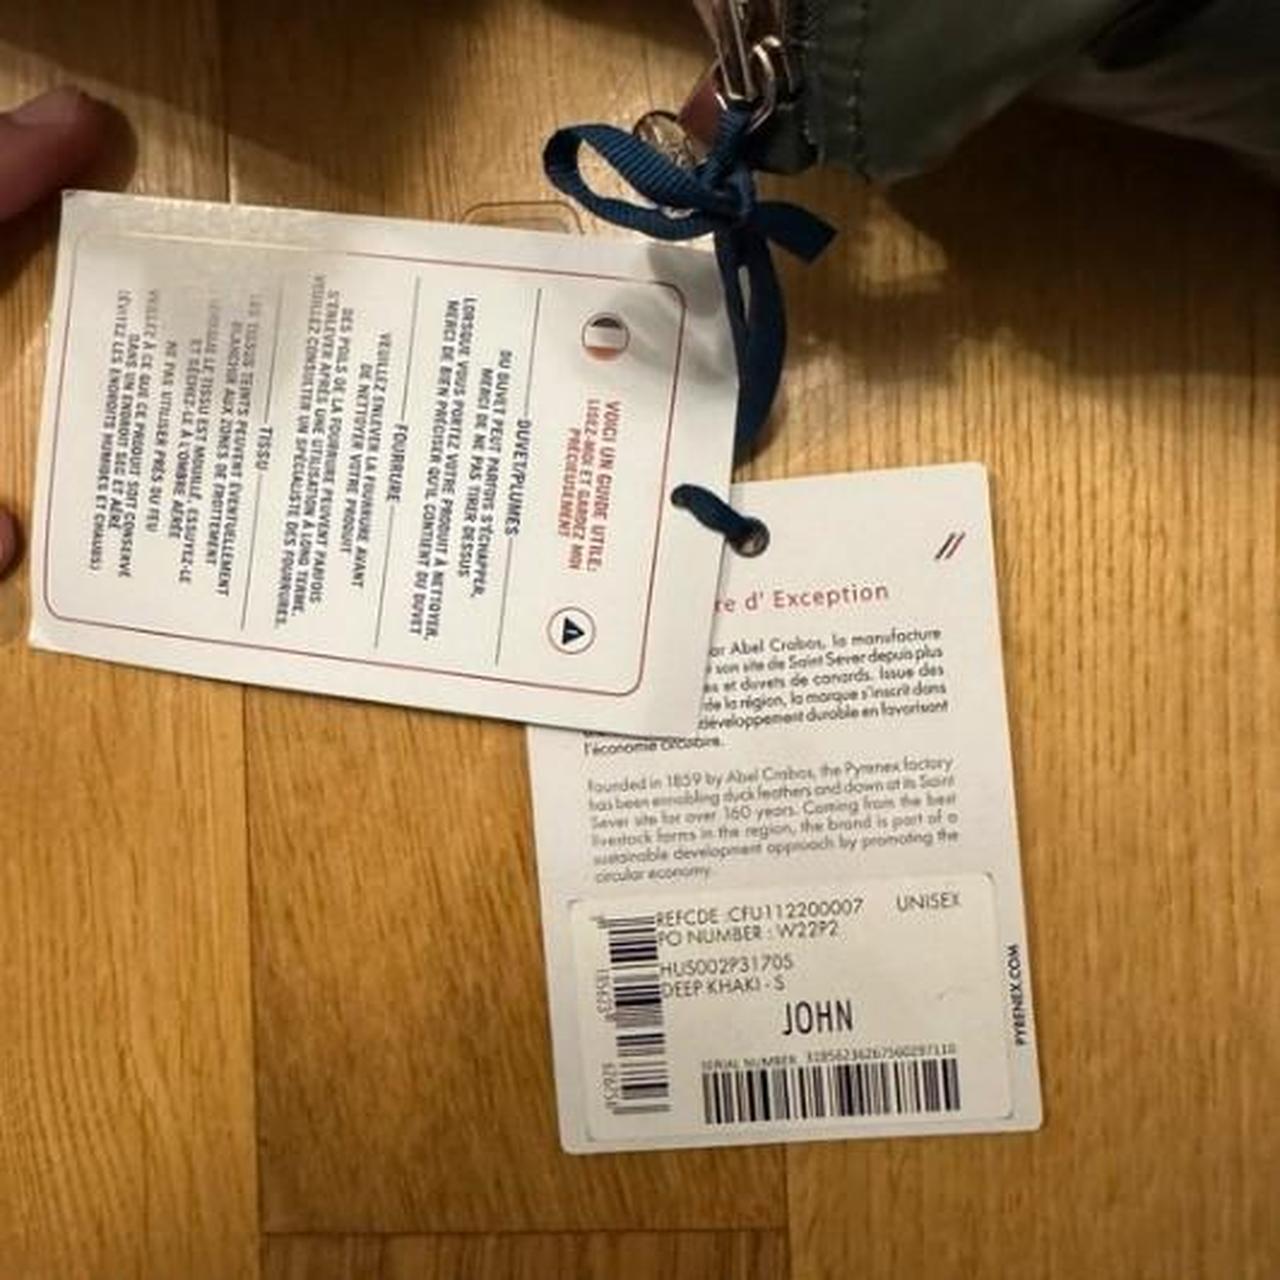 VOICI UN GUIDE UTILE:
LISEZ-MOI ET GARDEZ MOI
PRÉCIEUSEMENT
DUVET/PLUMES
DU DUVET PEUT PARFOIS S'ÉCHAPPER,
MERCI DE NE PAS TIRER DESSUS
LORSQUE VOUS PORTEZ VOTRE PRODUIT À NETTOYER,
MERCI DE BIEN PRÉCISER QU'IL CONTIENT DU DUVET
FOURRURE
VEUILLEZ ENLEVER LA FOURRURE AVANT
DE NETTOYER VOTRE PRODUIT
DES POILS DE LA FOURRURE PEUVENT PARFOIS
S'ENLEVER APRÈS UNE UTILISATION À LONG TERME,
VEUILLEZ CONSULTER UN SPÉCIALISTE DES FOURRURES.
TISSU
LES TISSUS TEINTS PEUVENT ÉVENTUELLEMENT
BLANCHIR AUX ZONES DE FROTTEMENT
LORSQUE LE TISSU EST MOUILLÉ, ESSUYEZ-LE
ET SÉCHEZ-LE À L'OMBRE AÉRÉE
NE PAS UTILISER PRÈS DU FEU
VEILLEZ À CE QUE CE PRODUIT SOIT CONSERVÉ
DANS UN ENDROIT SEC ET AÉRÉ
(ÉVITEZ LES ENDROITS HUMIDES ET CHAUDS)
re d' Exception
ar Abel Crabos, la manufacture
son site de Saint Sever depuis plus
es et duvets de canards. Issue des
de la région, la marque s'inscrit dans
développement durable en favorisant
l'économie circulaire.
Founded in 1859 by Abel Crabos, the Pyrenex factory
has been ennobling duck feathers and down at its Saint
Sever site for over 160 years. Coming from the best
livestock farms in the region, the brand is part of a
sustainable development approach by promoting the
circular economy.
REFCDE :CFU112200007 UNISEX
PO NUMBER : W22P2
HUS002P31705
DEEP KHAKI - S
JOHN
SERIAL NUMBER 31856236267560297110
PYRENEX.COM